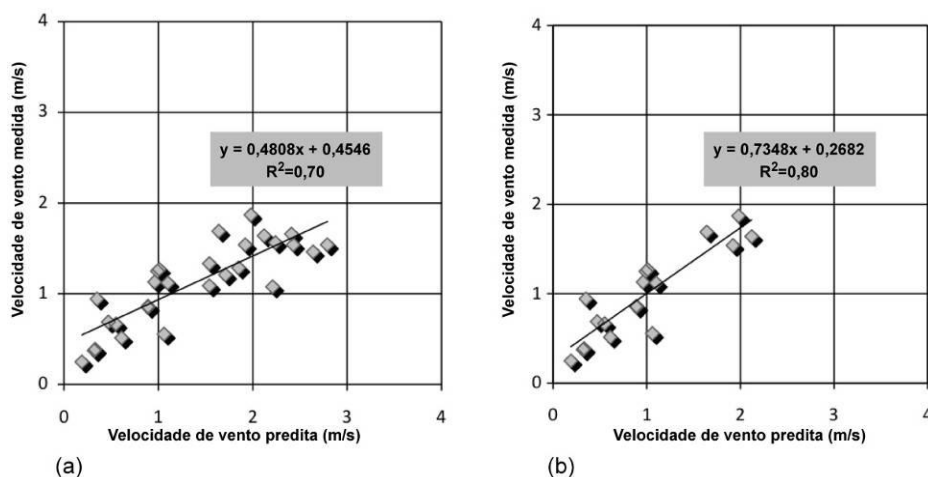 4
3
2
1
0
Velocidade de vento medida (m/s)
y = 0,4808x + 0,4546
R²=0,70
0 1 2 3 4
Velocidade de vento predita (m/s)
(a)
4
3
2
1
0
Velocidade de vento medida (m/s)
y = 0,7348x + 0,2682
R²=0,80
0 1 2 3 4
Velocidade de vento predita (m/s)
(b)